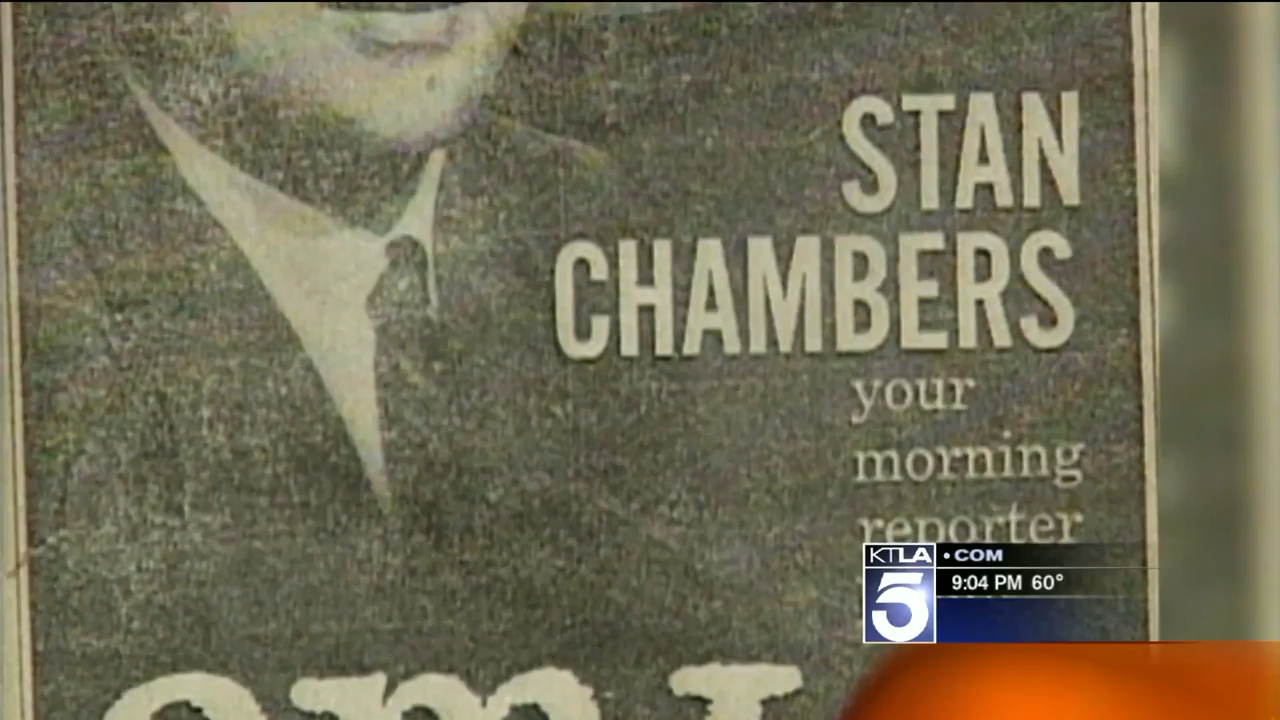 STAN
CHAMBERS
your
morning
reporter
KTLA • COM
5 9:04 PM 60°